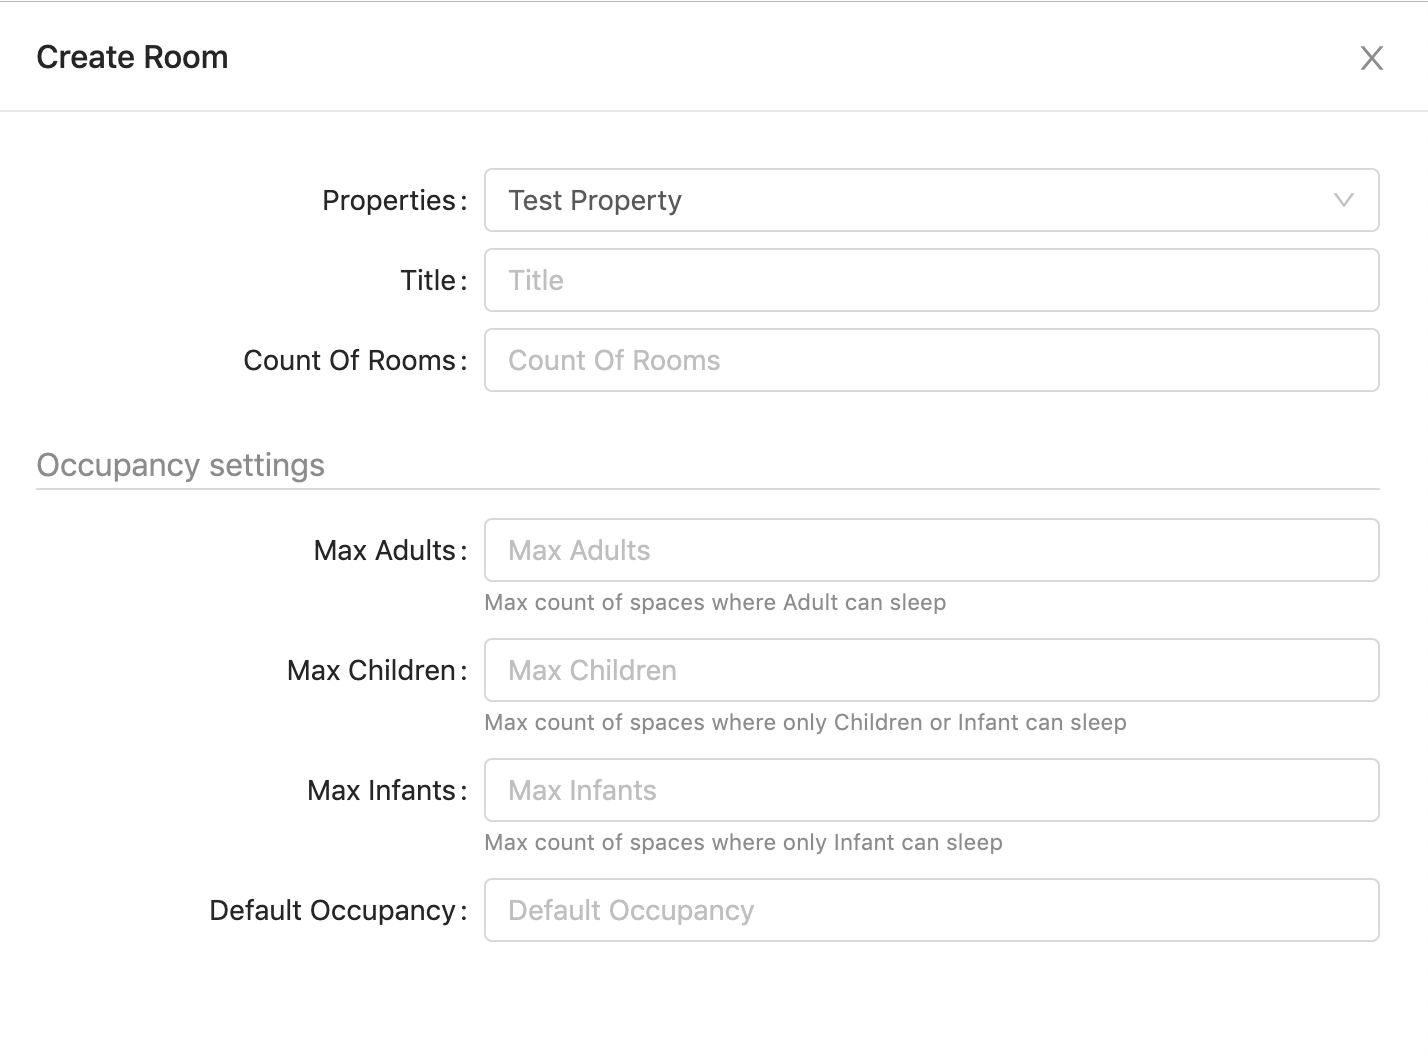 Create Room
Properties: Test Property
Title: Title
Count Of Rooms: Count Of Rooms
Occupancy settings
Max Adults: Max Adults
Max count of spaces where Adult can sleep
Max Children: Max Children
Max count of spaces where only Children or Infant can sleep
Max Infants: Max Infants
Max count of spaces where only Infant can sleep
Default Occupancy: Default Occupancy